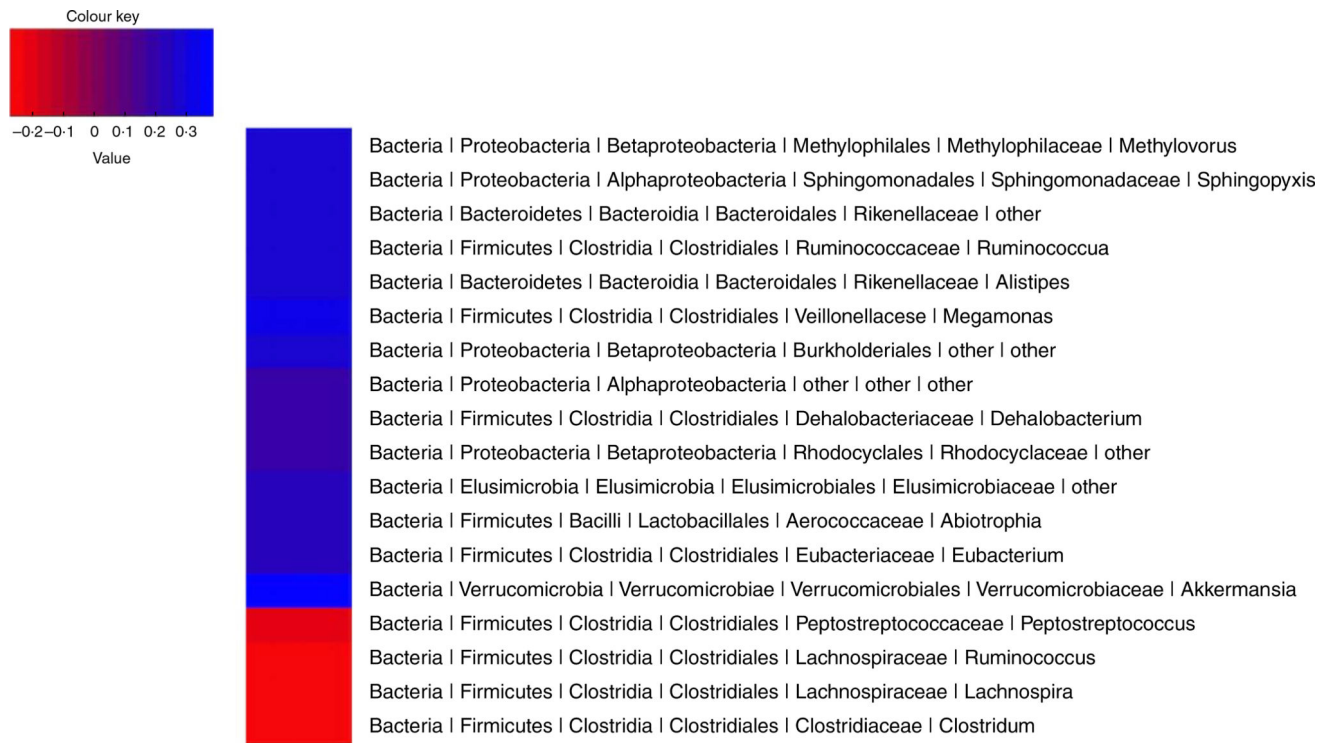 Colour key
−0·2 −0·1 0 0·1 0·2 0·3
Value
Bacteria | Proteobacteria | Betaproteobacteria | Methylophilales | Methylophilaceae | Methylovorus
Bacteria | Proteobacteria | Alphaproteobacteria | Sphingomonadales | Sphingomonadaceae | Sphingopyxis
Bacteria | Bacteroidetes | Bacteroidia | Bacteroidales | Rikenellaceae | other
Bacteria | Firmicutes | Clostridia | Clostridiales | Ruminococcaceae | Ruminococcua
Bacteria | Bacteroidetes | Bacteroidia | Bacteroidales | Rikenellaceae | Alistipes
Bacteria | Firmicutes | Clostridia | Clostridiales | Veillonellacese | Megamonas
Bacteria | Proteobacteria | Betaproteobacteria | Burkholderiales | other | other
Bacteria | Proteobacteria | Alphaproteobacteria | other | other | other
Bacteria | Firmicutes | Clostridia | Clostridiales | Dehalobacteriaceae | Dehalobacterium
Bacteria | Proteobacteria | Betaproteobacteria | Rhodocyclales | Rhodocyclaceae | other
Bacteria | Elusimicrobia | Elusimicrobia | Elusimicrobiales | Elusimicrobiaceae | other
Bacteria | Firmicutes | Bacilli | Lactobacillales | Aerococcaceae | Abiotrophia
Bacteria | Firmicutes | Clostridia | Clostridiales | Eubacteriaceae | Eubacterium
Bacteria | Verrucomicrobia | Verrucomicrobiae | Verrucomicrobiales | Verrucomicrobiaceae | Akkermansia
Bacteria | Firmicutes | Clostridia | Clostridiales | Peptostreptococcaceae | Peptostreptococcus
Bacteria | Firmicutes | Clostridia | Clostridiales | Lachnospiraceae | Ruminococcus
Bacteria | Firmicutes | Clostridia | Clostridiales | Lachnospiraceae | Lachnospira
Bacteria | Firmicutes | Clostridia | Clostridiales | Clostridiaceae | Clostridum